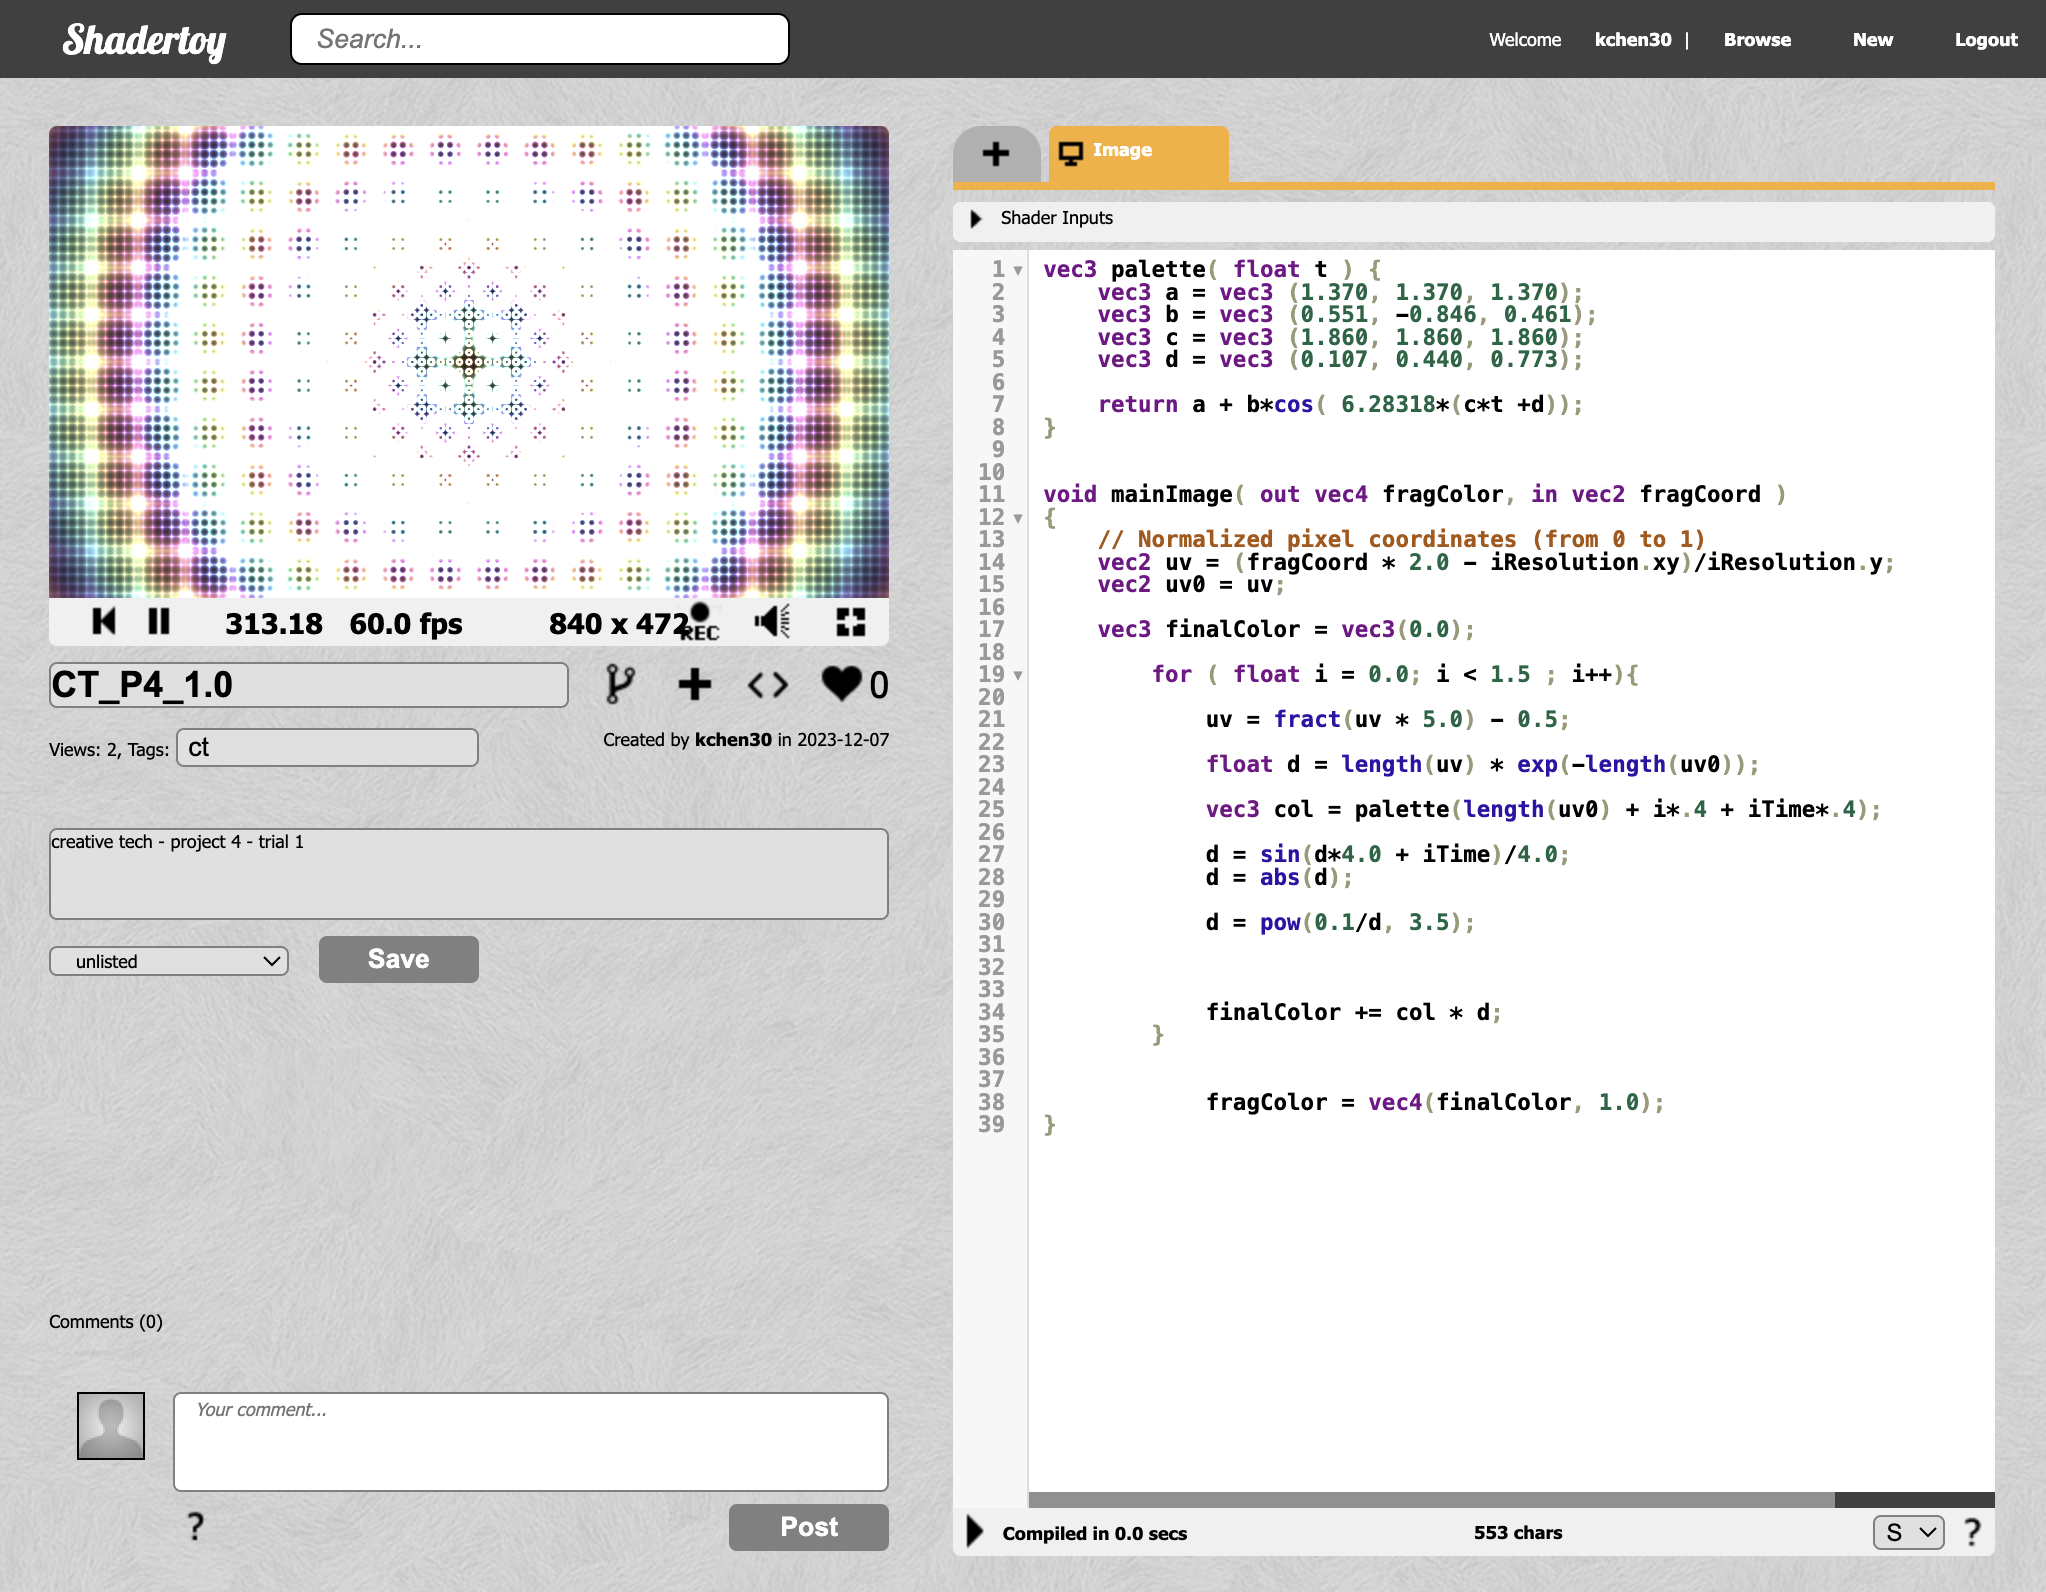 Shadertoy
Search...
Welcome kchen30 | Browse New Logout
313.18 60.0 fps 840 x 472 REC
CT_P4_1.0
0
Views: 2, Tags: ct
Created by kchen30 in 2023-12-07
creative tech - project 4 - trial 1
unlisted
Save
Comments (0)
Your comment...
?
Post
+
Image
Shader Inputs
1 vec3 palette( float t ) {
2 vec3 a = vec3 (1.370, 1.370, 1.370);
3 vec3 b = vec3 (0.551, -0.846, 0.461);
4 vec3 c = vec3 (1.860, 1.860, 1.860);
5 vec3 d = vec3 (0.107, 0.440, 0.773);
6
7 return a + b*cos( 6.28318*(c*t +d));
8 }
9
10
11 void mainImage( out vec4 fragColor, in vec2 fragCoord )
12 {
13 // Normalized pixel coordinates (from 0 to 1)
14 vec2 uv = (fragCoord * 2.0 - iResolution.xy)/iResolution.y;
15 vec2 uv0 = uv;
16
17 vec3 finalColor = vec3(0.0);
18
19 for ( float i = 0.0; i < 1.5 ; i++){
20
21 uv = fract(uv * 5.0) - 0.5;
22
23 float d = length(uv) * exp(-length(uv0));
24
25 vec3 col = palette(length(uv0) + i*.4 + iTime*.4);
26
27 d = sin(d*4.0 + iTime)/4.0;
28 d = abs(d);
29
30 d = pow(0.1/d, 3.5);
31
32
33
34 finalColor += col * d;
35 }
36
37
38 fragColor = vec4(finalColor, 1.0);
39 }
Compiled in 0.0 secs 553 chars S ?